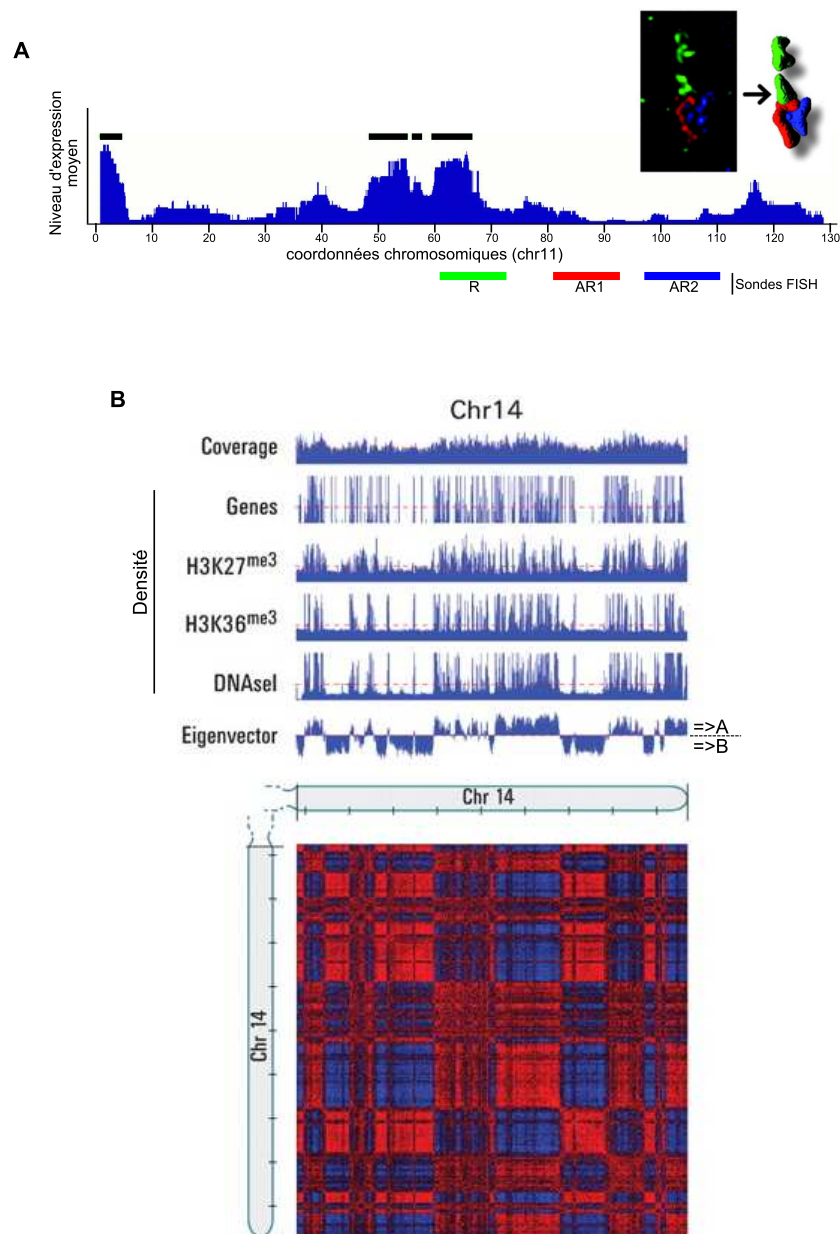 A
Niveau d'expression
moyen
0 10 20 30 40 50 60 70 80 90 100 110 120 130
coordonnées chromosomiques (chr11)
R AR1 AR2 Sondes FISH
B
Chr14
Coverage
Genes
H3K27me3
H3K36me3
DNAseI
Densité
Eigenvector
=>A
=>B
Chr 14
Chr 14